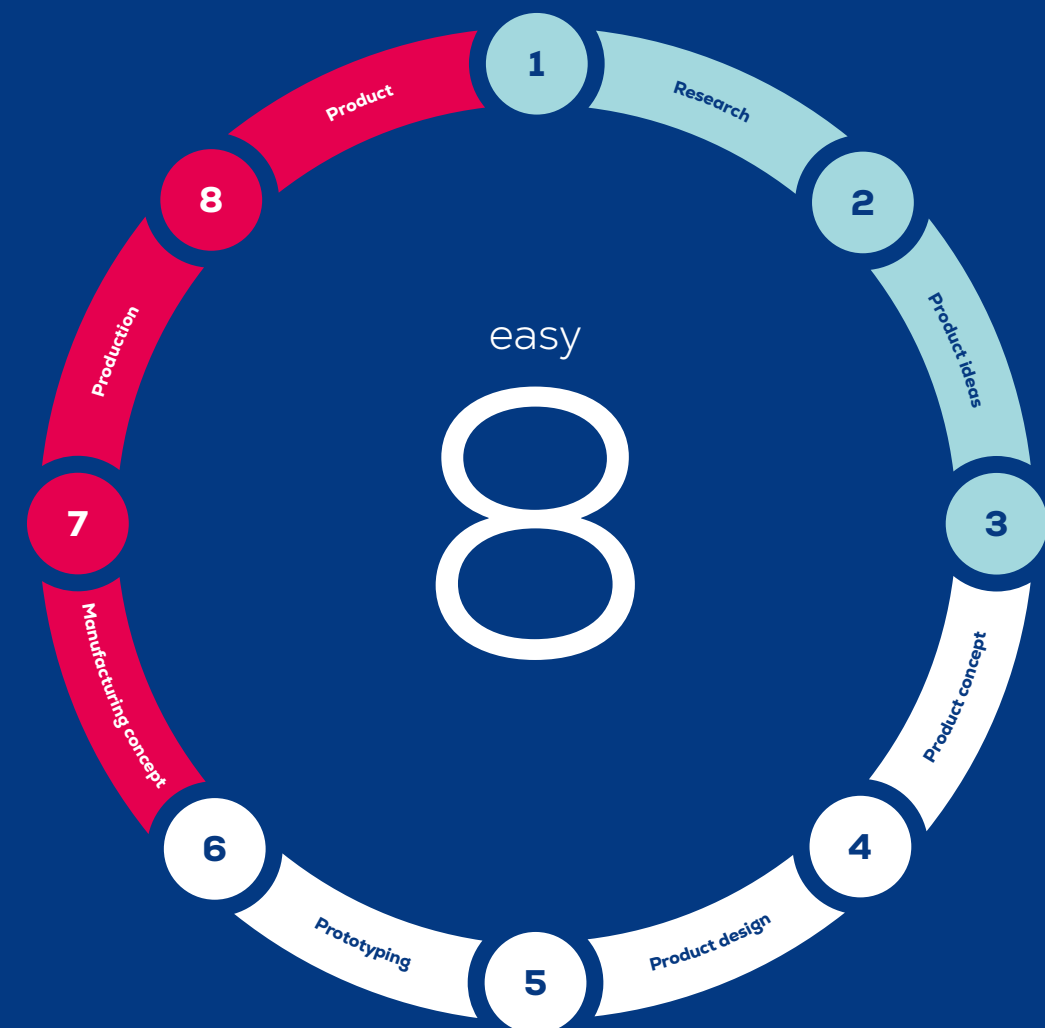 1
Research
2
Product ideas
3
Product concept
4
Product design
5
Prototyping
6
Manufacturing concept
7
Production
8
Product
easy
8